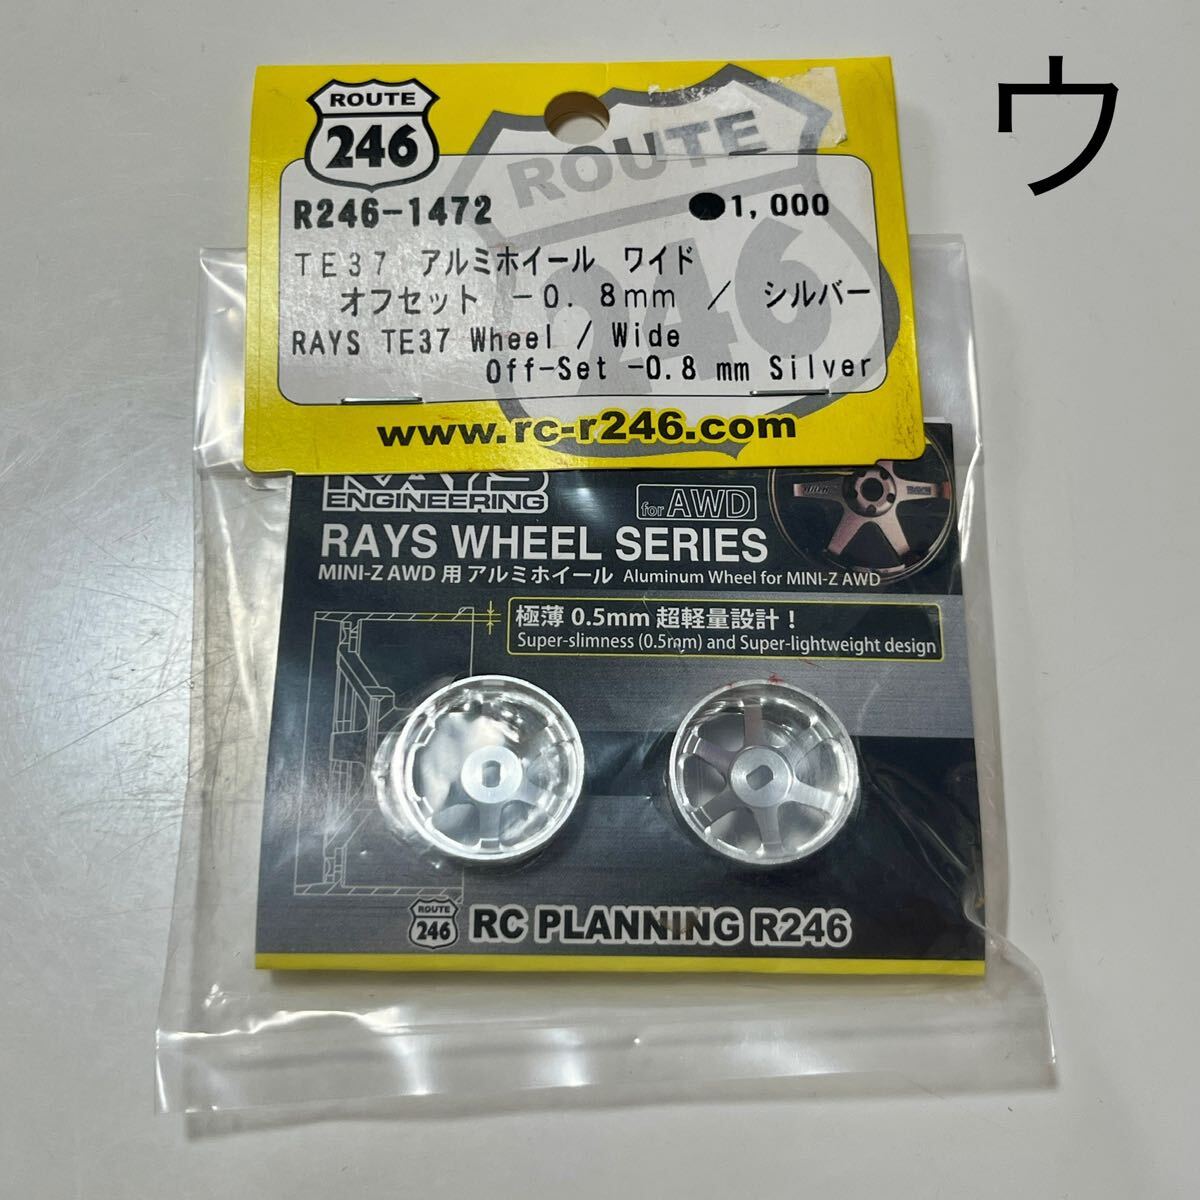 ウ
ROUTE
246
ROUTE
246
R246-1472 ●1,000
TE37 アルミホイール ワイド
オフセット -0.8mm / シルバー
RAYS TE37 Wheel / Wide
Off-Set -0.8 mm Silver
www.rc-r246.com
RAYS
ENGINEERING
for AWD
RAYS WHEEL SERIES
MINI-Z AWD 用 アルミホイール Aluminum Wheel for MINI-Z AWD
極薄 0.5mm 超軽量設計!
Super-slimness (0.5mm) and Super-lightweight design
ROUTE
246
RC PLANNING R246